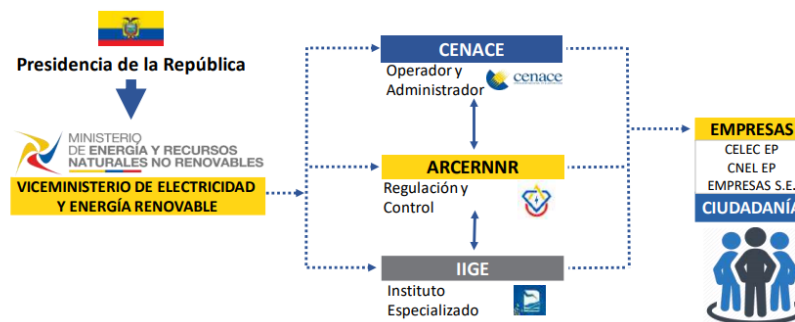 Presidencia de la República
MINISTERIO
DE ENERGÍA Y RECURSOS
NATURALES NO RENOVABLES
VICEMINISTERIO DE ELECTRICIDAD
Y ENERGÍA RENOVABLE
CENACE
Operador y
Administrador
cenace
ARCERNNR
Regulación y
Control
IIGE
Instituto
Especializado
EMPRESAS
CELEC EP
CNEL EP
EMPRESAS S.E.
CIUDADANÍA